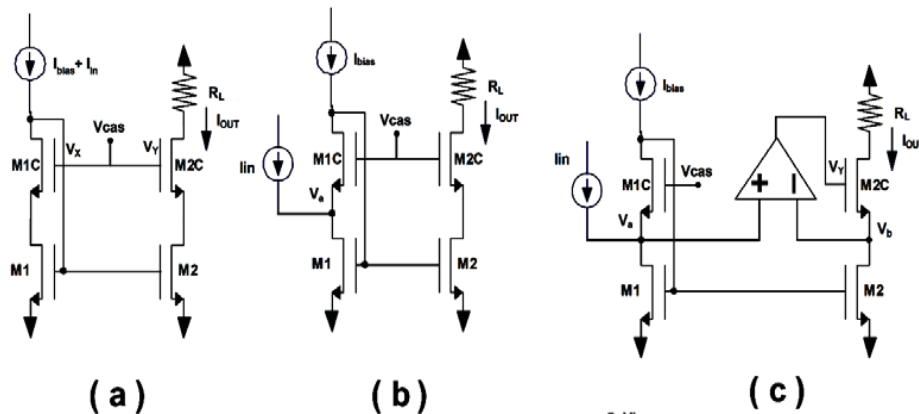 Ibias+ Iin
RL
IOUT
Vcas
VX
VY
M1C
M2C
M1
M2
( a )
Ibias
RL
IOUT
Vcas
Iin
M1C
M2C
Va
M1
M2
( b )
Ibias
RL
IOU
Iin
VY
M1C
Vcas
M2C
+
Va
Vb
M1
M2
( c )